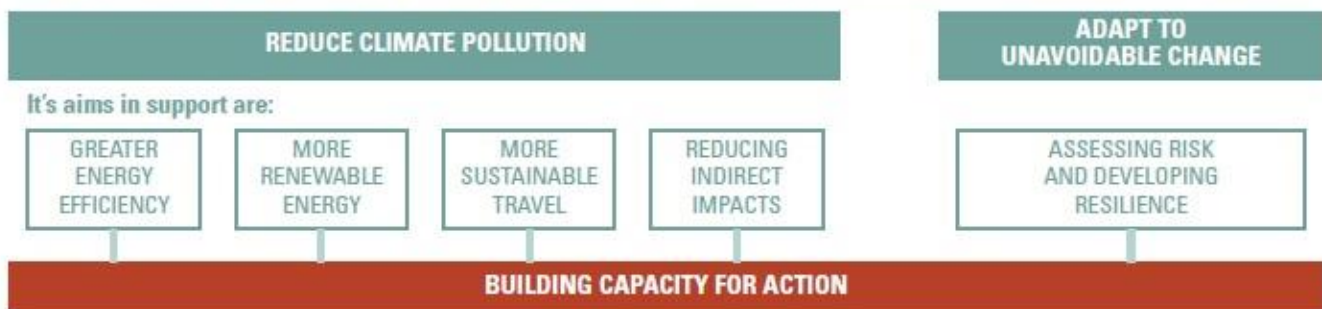 REDUCE CLIMATE POLLUTION
ADAPT TO
UNAVOIDABLE CHANGE
It's aims in support are:
GREATER
ENERGY
EFFICIENCY
MORE
RENEWABLE
ENERGY
MORE
SUSTAINABLE
TRAVEL
REDUCING
INDIRECT
IMPACTS
ASSESSING RISK
AND DEVELOPING
RESILIENCE
BUILDING CAPACITY FOR ACTION